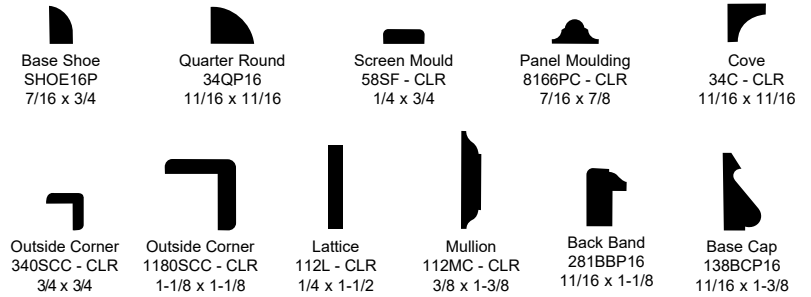 Base Shoe
SHOE16P
7/16 x 3/4
Quarter Round
34QP16
11/16 x 11/16
Screen Mould
58SF - CLR
1/4 x 3/4
Panel Moulding
8166PC - CLR
7/16 x 7/8
Cove
34C - CLR
11/16 x 11/16
Outside Corner
340SCC - CLR
3/4 x 3/4
Outside Corner
1180SCC - CLR
1-1/8 x 1-1/8
Lattice
112L - CLR
1/4 x 1-1/2
Mullion
112MC - CLR
3/8 x 1-3/8
Back Band
281BBP16
11/16 x 1-1/8
Base Cap
138BCP16
11/16 x 1-3/8